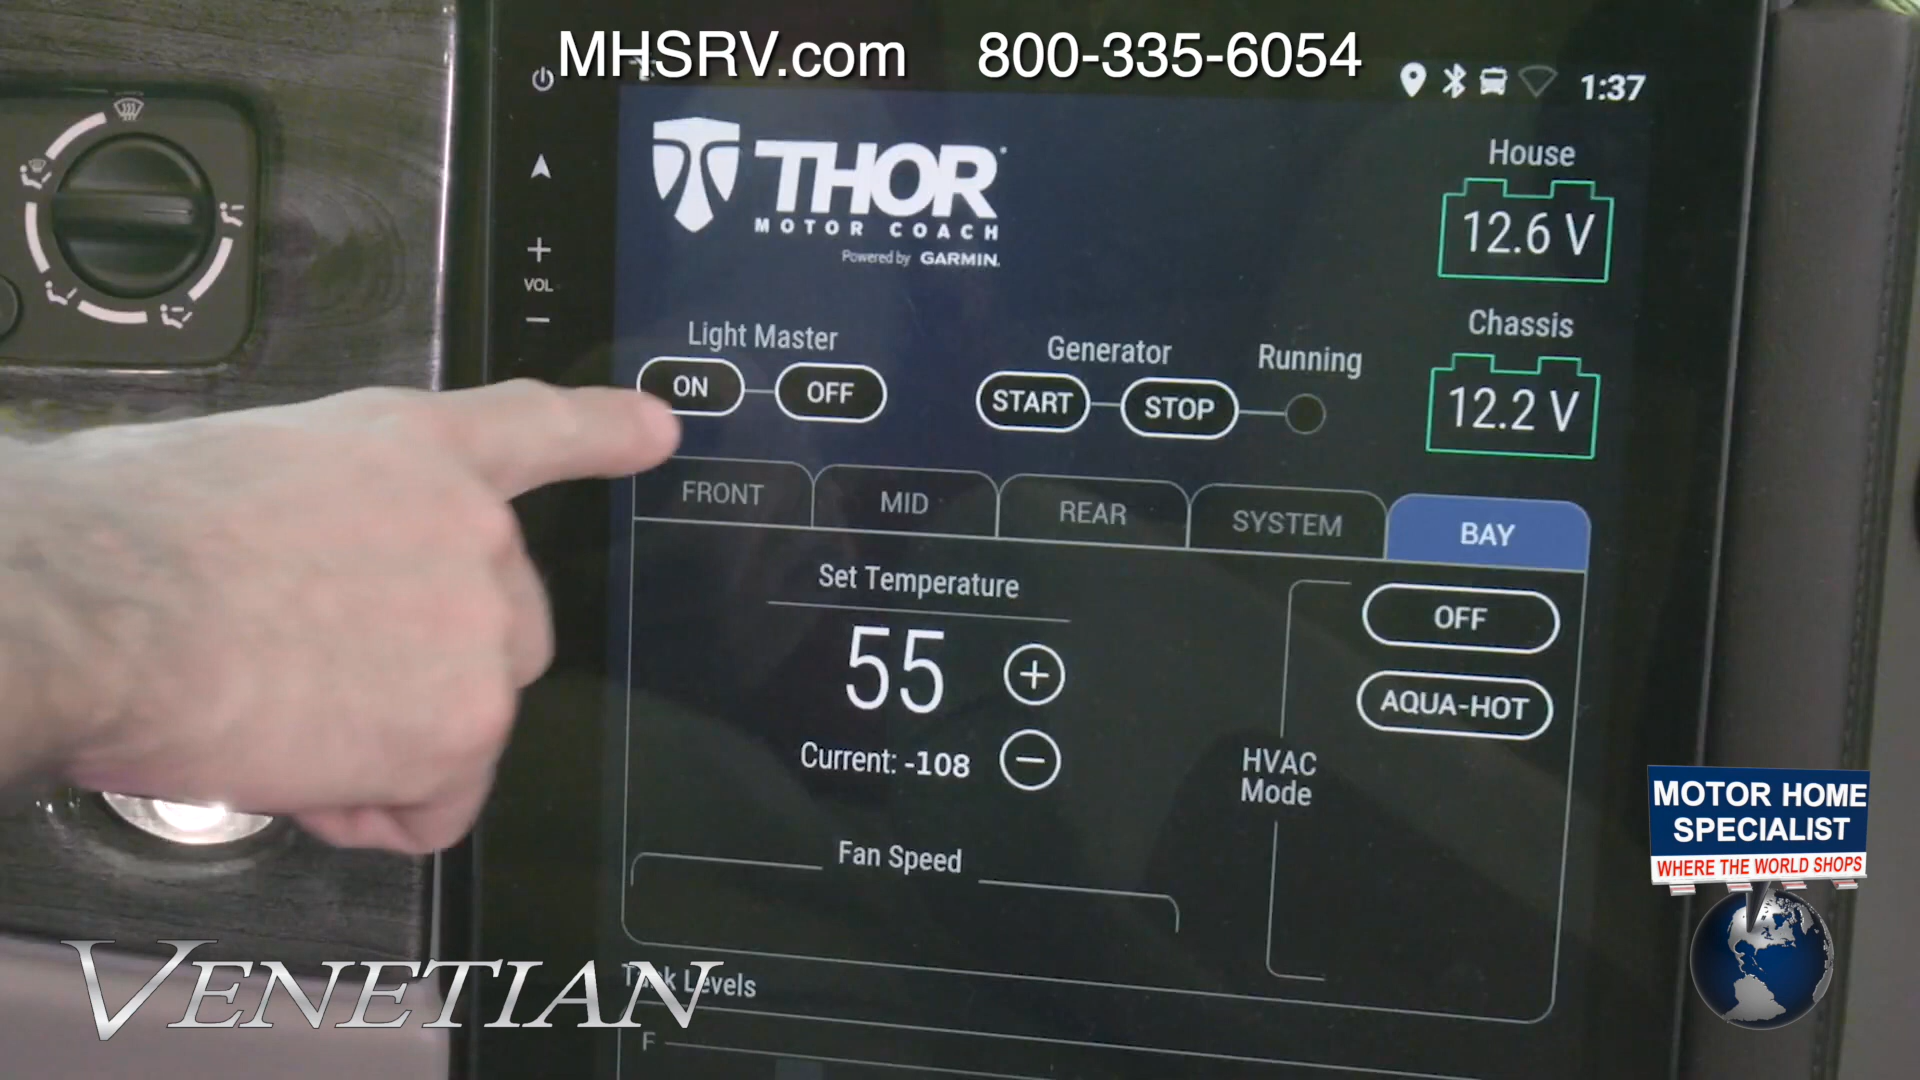 MHSRV.com 800-335-6054
1:37
THOR
MOTOR COACH
Powered by GARMIN.
House
12.6 V
Chassis
12.2 V
VOL
Light Master
ON
OFF
Generator
START
STOP
Running
FRONT
MID
REAR
SYSTEM
BAY
Set Temperature
55
Current: -108
Fan Speed
HVAC
Mode
OFF
AQUA-HOT
Tank Levels
F
VENETIAN
MOTOR HOME
SPECIALIST
WHERE THE WORLD SHOPS